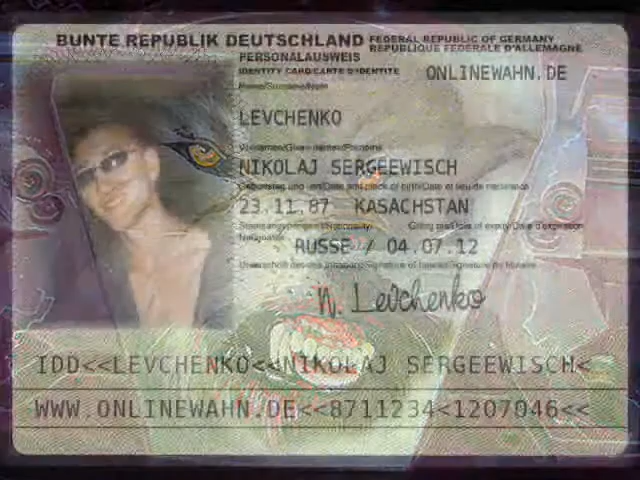 BUNTE REPUBLIK DEUTSCHLAND
FEDERAL REPUBLIC OF GERMANY
REPUBLIQUE FEDERALE D'ALLEMAGNE
PERSONALAUSWEIS
IDENTITY CARD/CARTE D'IDENTITE
ONLINEWAHN.DE
LEVCHENKO
NIKOLAJ SERGEEWISCH
23.11.87 KASACHSTAN
RUSSE / 04.07.12
N. Levchenko
IDD<<LEVCHENKO<<NIKOLAJ SERGEEWISCH<
WWW.ONLINEWAHN.DE<<8711234<1207046<<